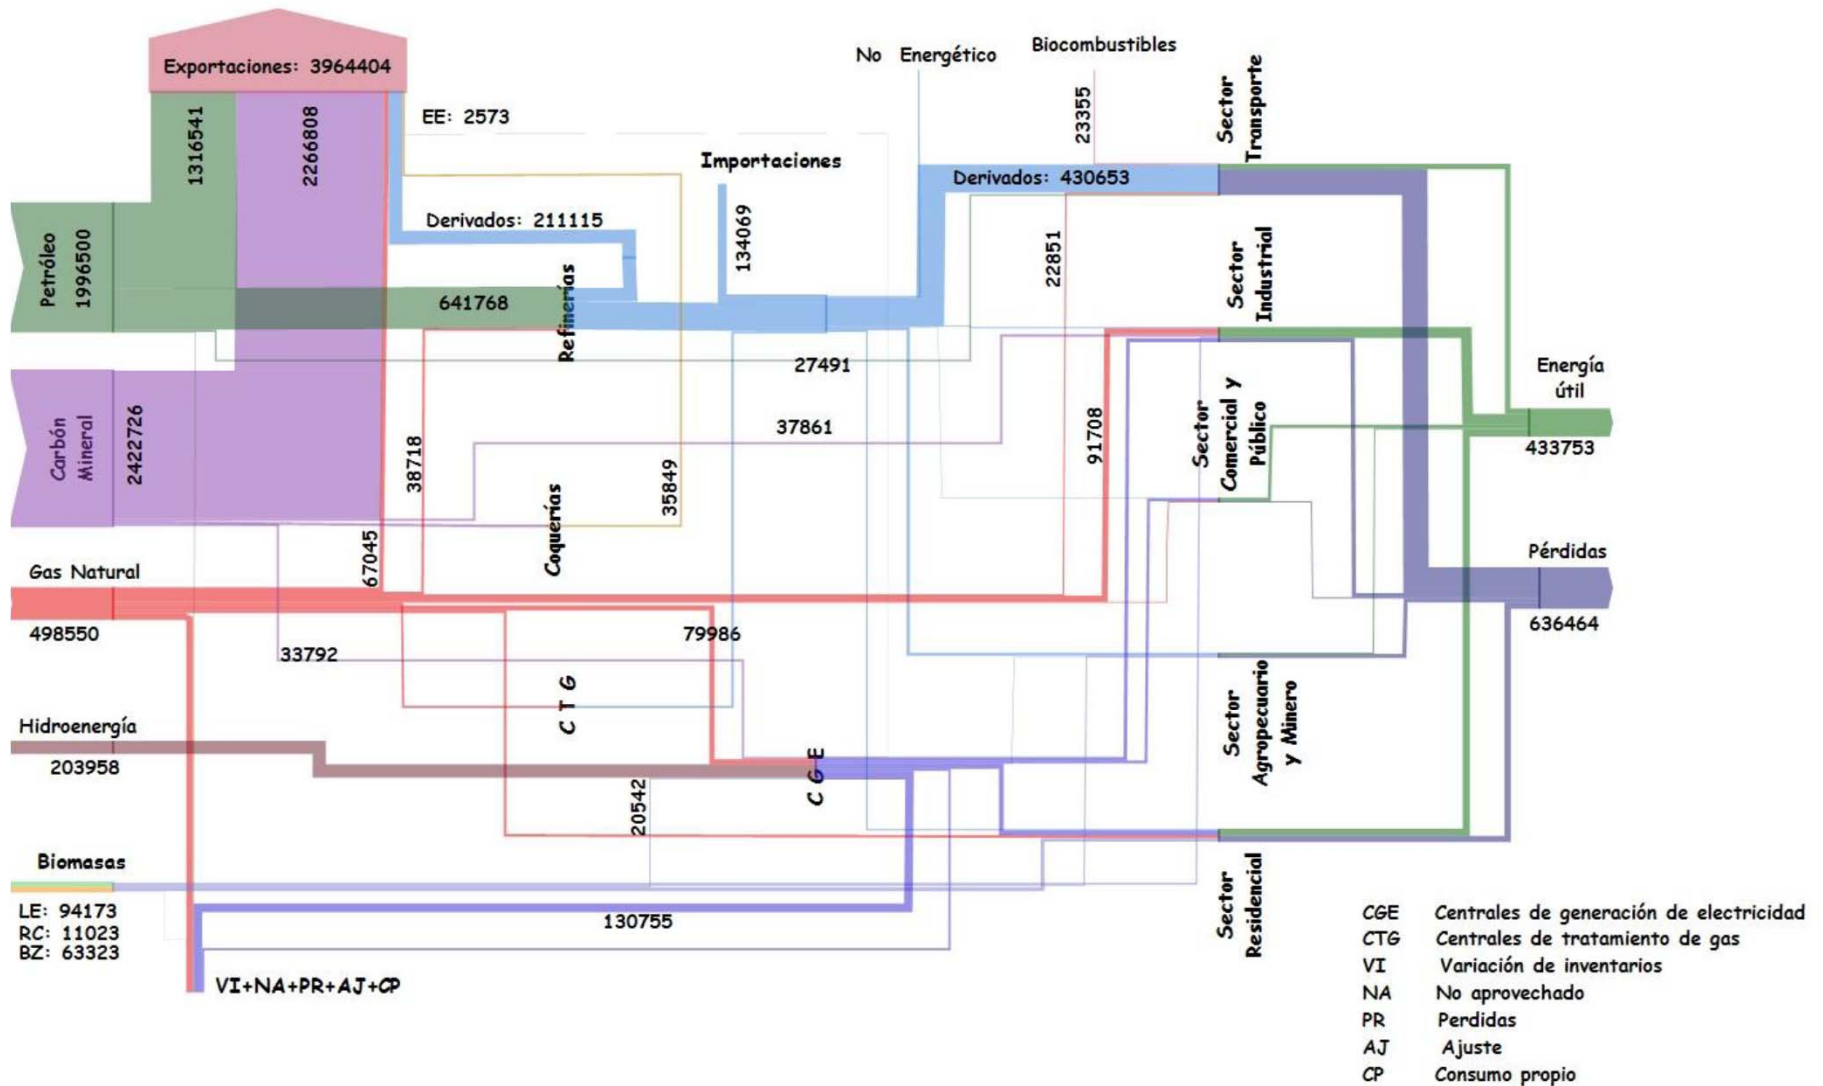 Exportaciones: 3964404
1316541
2266808
EE: 2573
No Energético
Biocombustibles
23355
Sector
Transporte
Importaciones
134069
Derivados: 430653
Derivados: 211115
Petróleo
1996500
641768
Refinerías
22851
Sector
Industrial
27491
Energía
útil
433753
Carbón
Mineral
2422726
38718
37861
35849
91708
Sector
Comercial y
Público
Coquerías
67045
Gas Natural
498550
Pérdidas
636464
33792
79986
C T G
Hidroenergía
203958
20542
C G E
Sector
Agropecuario
y Minero
Biomasas
LE: 94173
RC: 11023
BZ: 63323
130755
Sector
Residencial
VI+NA+PR+AJ+CP
CGE Centrales de generación de electricidad
CTG Centrales de tratamiento de gas
VI Variación de inventarios
NA No aprovechado
PR Perdidas
AJ Ajuste
CP Consumo propio